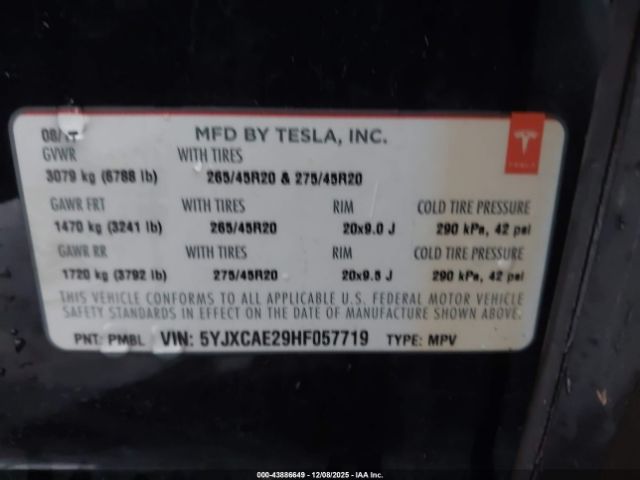 08/17
MFD BY TESLA, INC.
TESLA
GVWR WITH TIRES
3079 kg (6788 lb) 265/45R20 & 275/45R20
GAWR FRT WITH TIRES RIM COLD TIRE PRESSURE
1470 kg (3241 lb) 265/45R20 20x9.0 J 290 kPa, 42 psi
GAWR RR WITH TIRES RIM COLD TIRE PRESSURE
1720 kg (3792 lb) 275/45R20 20x9.5 J 290 kPa, 42 psi
THIS VEHICLE CONFORMS TO ALL APPLICABLE U.S. FEDERAL MOTOR VEHICLE
SAFETY STANDARDS IN EFFECT ON THE DATE OF MANUFACTURE SHOWN ABOVE.
PNT: PMBL VIN: 5YJXCAE29HF057719 TYPE: MPV
000-43886649 - 12/08/2025 - IAA Inc.